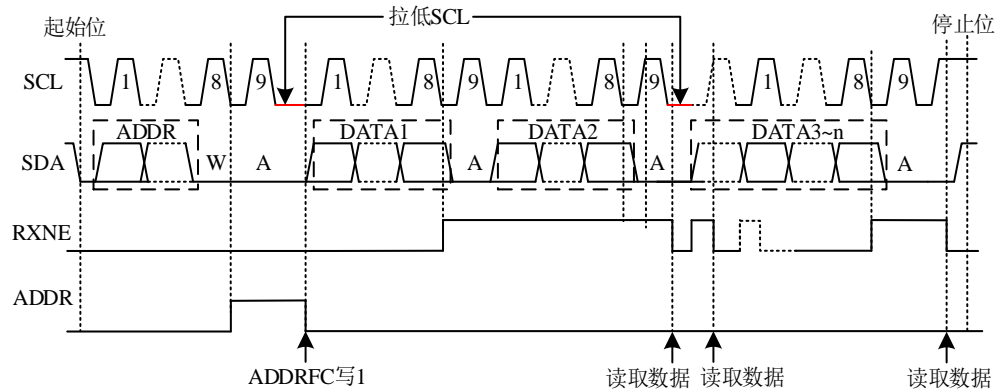 拉低SCL
起始位 停止位
SCL 1 8 9 1 8 9 1 8 9 1 8 9
ADDR DATA1 DATA2 DATA3~n
SDA W A A A A
RXNE
ADDR
ADDRFC写1 读取数据 读取数据 读取数据